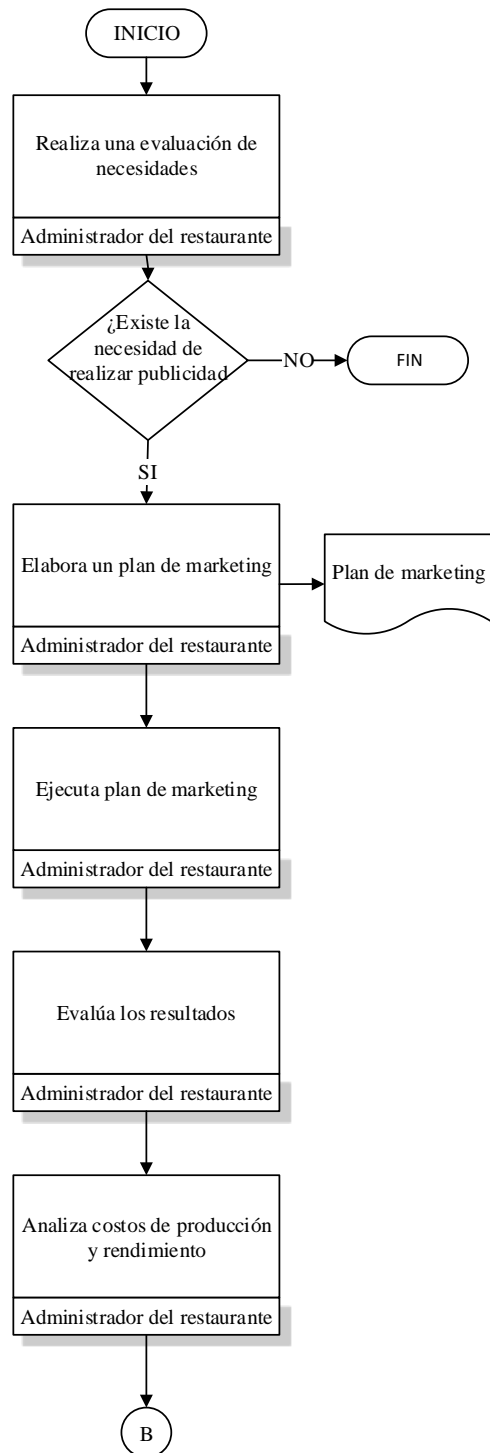 INICIO
Realiza una evaluación de
necesidades
Administrador del restaurante
¿Existe la
necesidad de
realizar publicidad
NO
FIN
SI
Elabora un plan de marketing
Administrador del restaurante
Plan de marketing
Ejecuta plan de marketing
Administrador del restaurante
Evalúa los resultados
Administrador del restaurante
Analiza costos de producción
y rendimiento
Administrador del restaurante
B